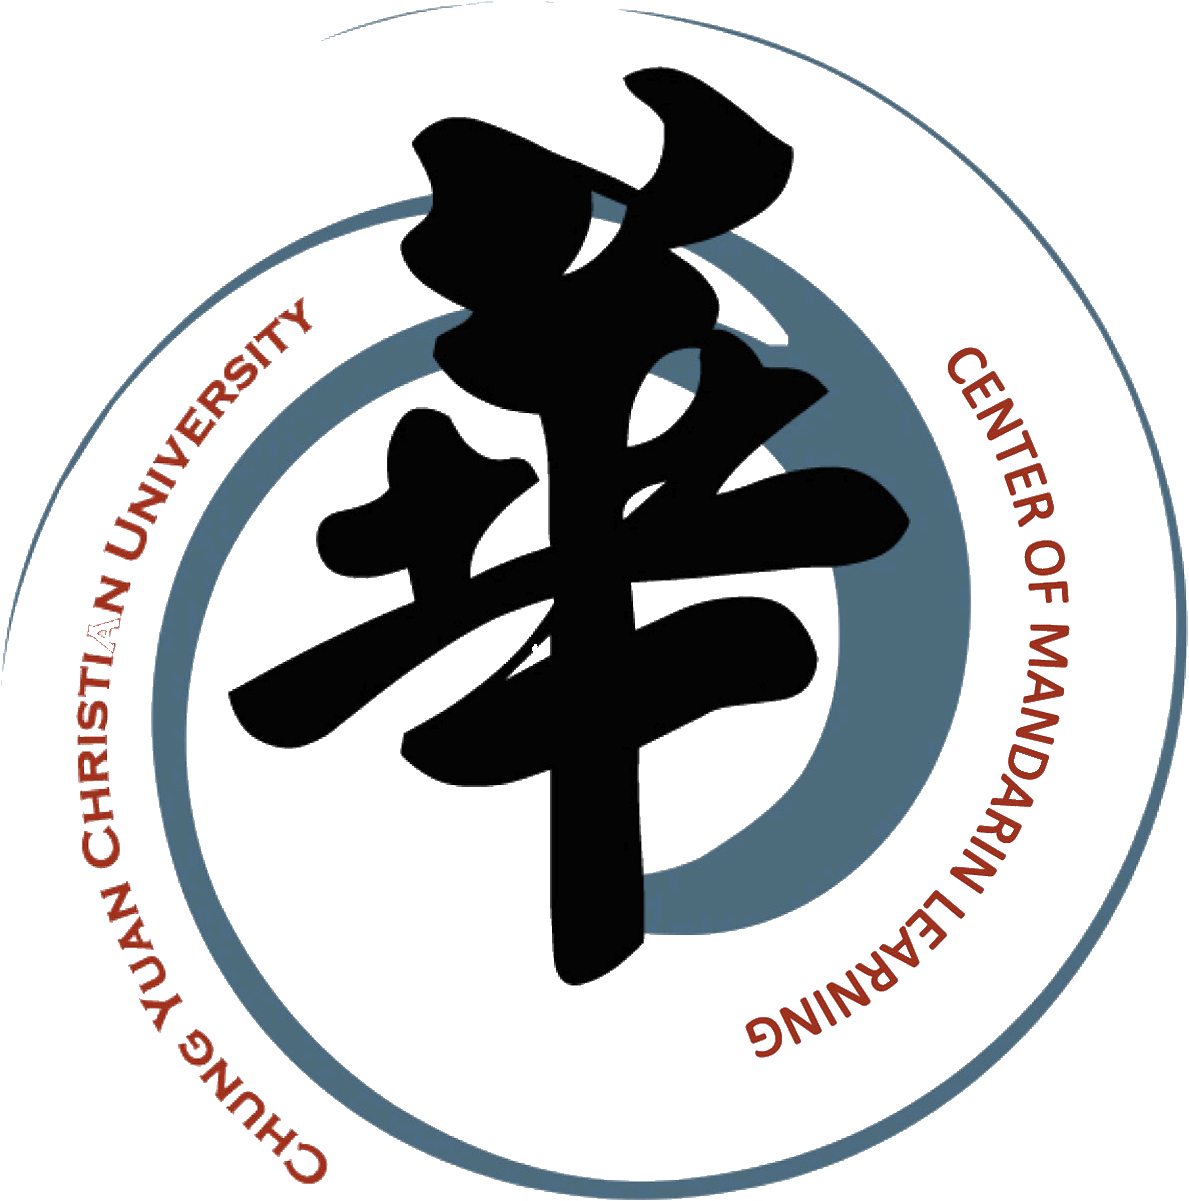 華
CHUNG YUAN CHRISTIAN UNIVERSITY
CENTER OF MANDARIN LEARNING